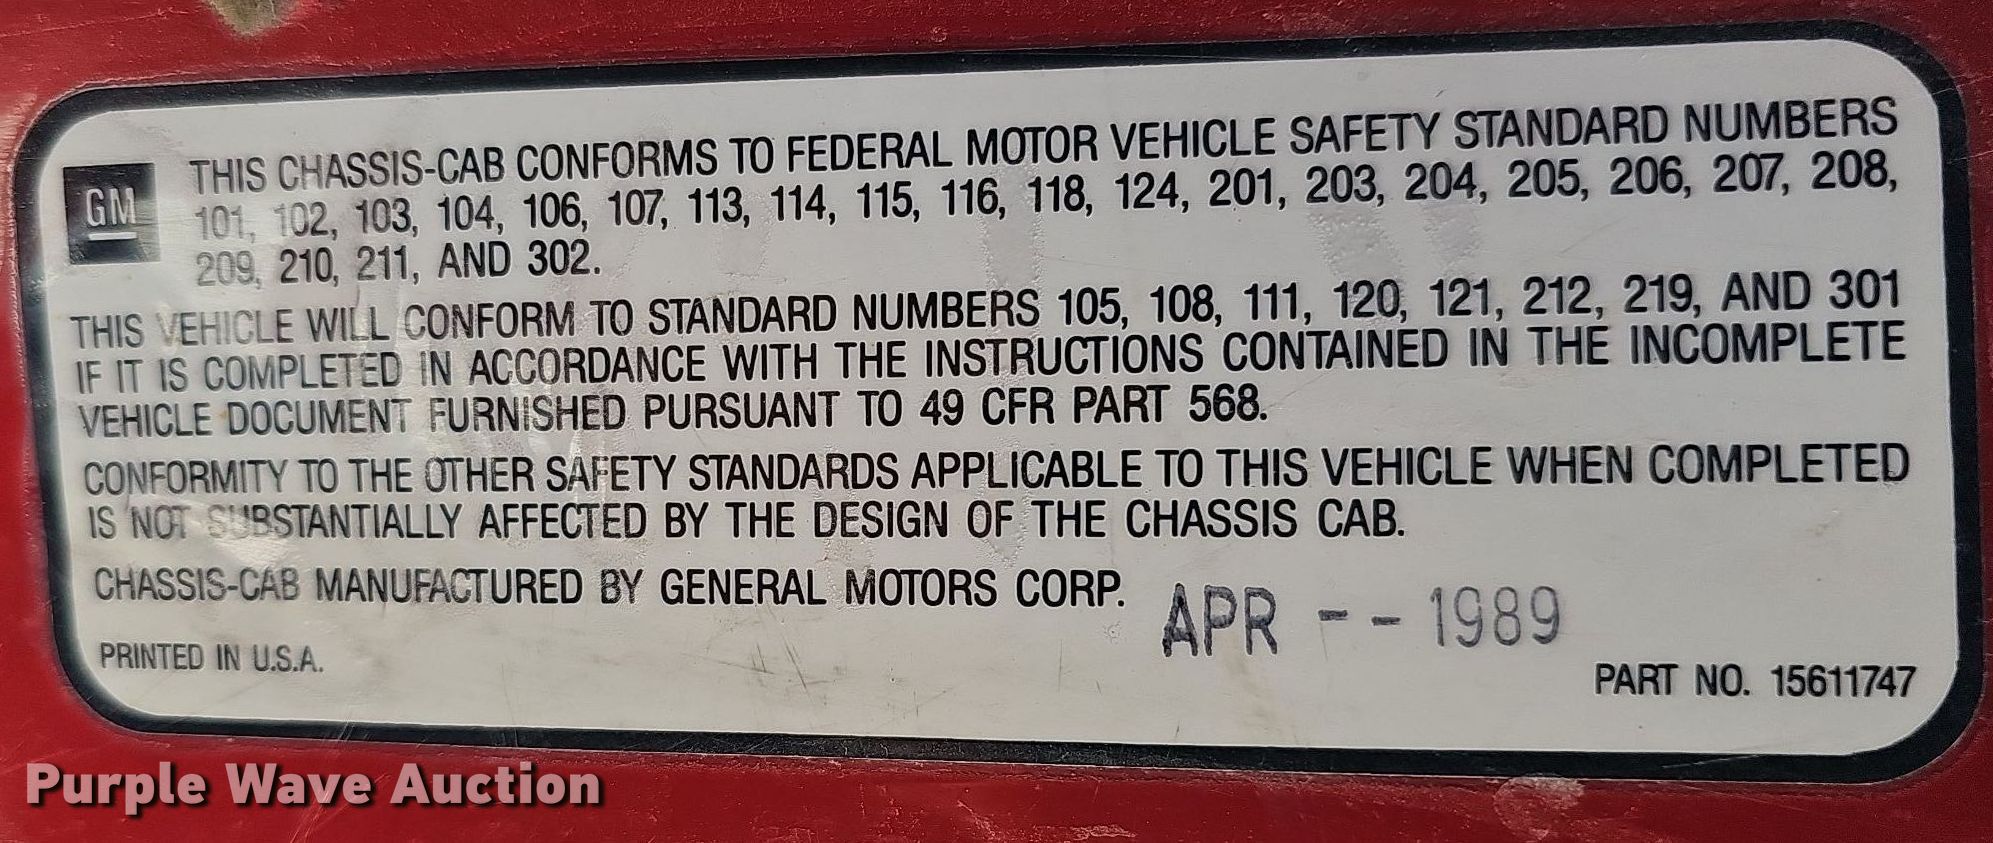 GM
THIS CHASSIS-CAB CONFORMS TO FEDERAL MOTOR VEHICLE SAFETY STANDARD NUMBERS
101, 102, 103, 104, 106, 107, 113, 114, 115, 116, 118, 124, 201, 203, 204, 205, 206, 207, 208,
209, 210, 211, AND 302.
THIS VEHICLE WILL CONFORM TO STANDARD NUMBERS 105, 108, 111, 120, 121, 212, 219, AND 301
IF IT IS COMPLETED IN ACCORDANCE WITH THE INSTRUCTIONS CONTAINED IN THE INCOMPLETE
VEHICLE DOCUMENT FURNISHED PURSUANT TO 49 CFR PART 568.
CONFORMITY TO THE OTHER SAFETY STANDARDS APPLICABLE TO THIS VEHICLE WHEN COMPLETED
IS NOT SUBSTANTIALLY AFFECTED BY THE DESIGN OF THE CHASSIS CAB.
CHASSIS-CAB MANUFACTURED BY GENERAL MOTORS CORP.
APR -- 1989
PRINTED IN U.S.A.
PART NO. 15611747
Purple Wave Auction